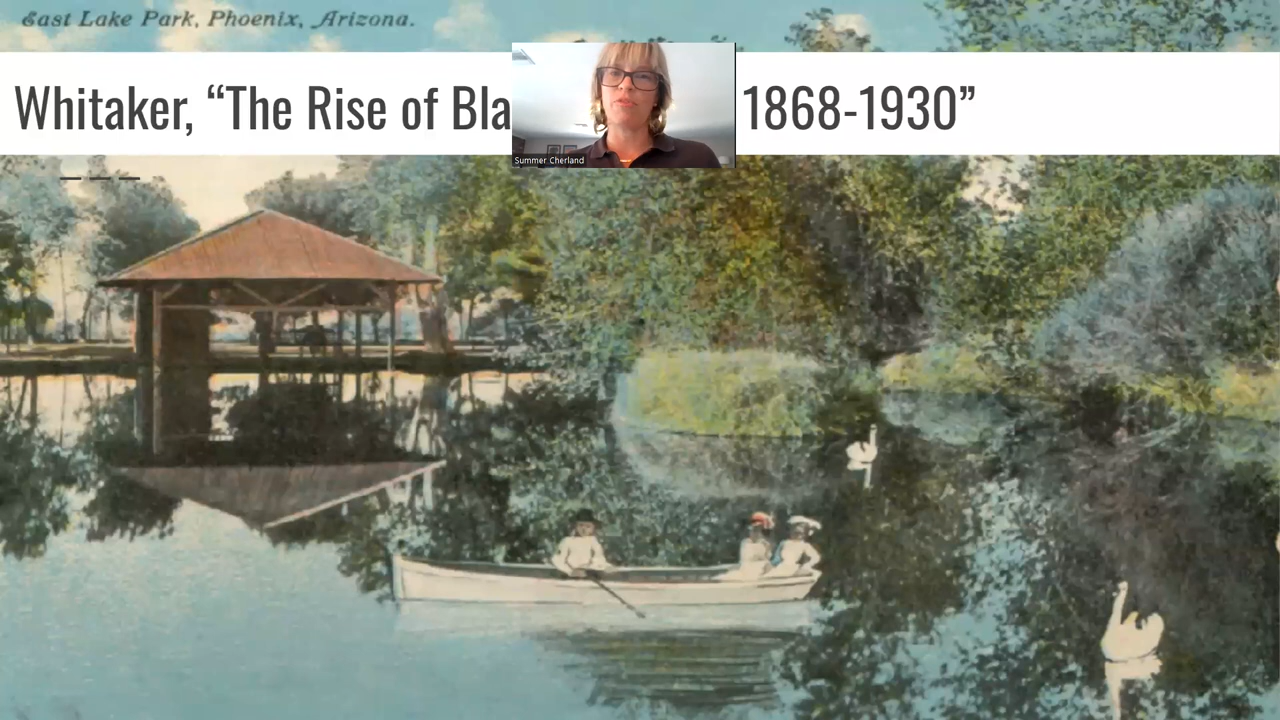 East Lake Park, Phoenix, Arizona.
Whitaker, “The Rise of Bla 1868-1930”
Summer Cherland